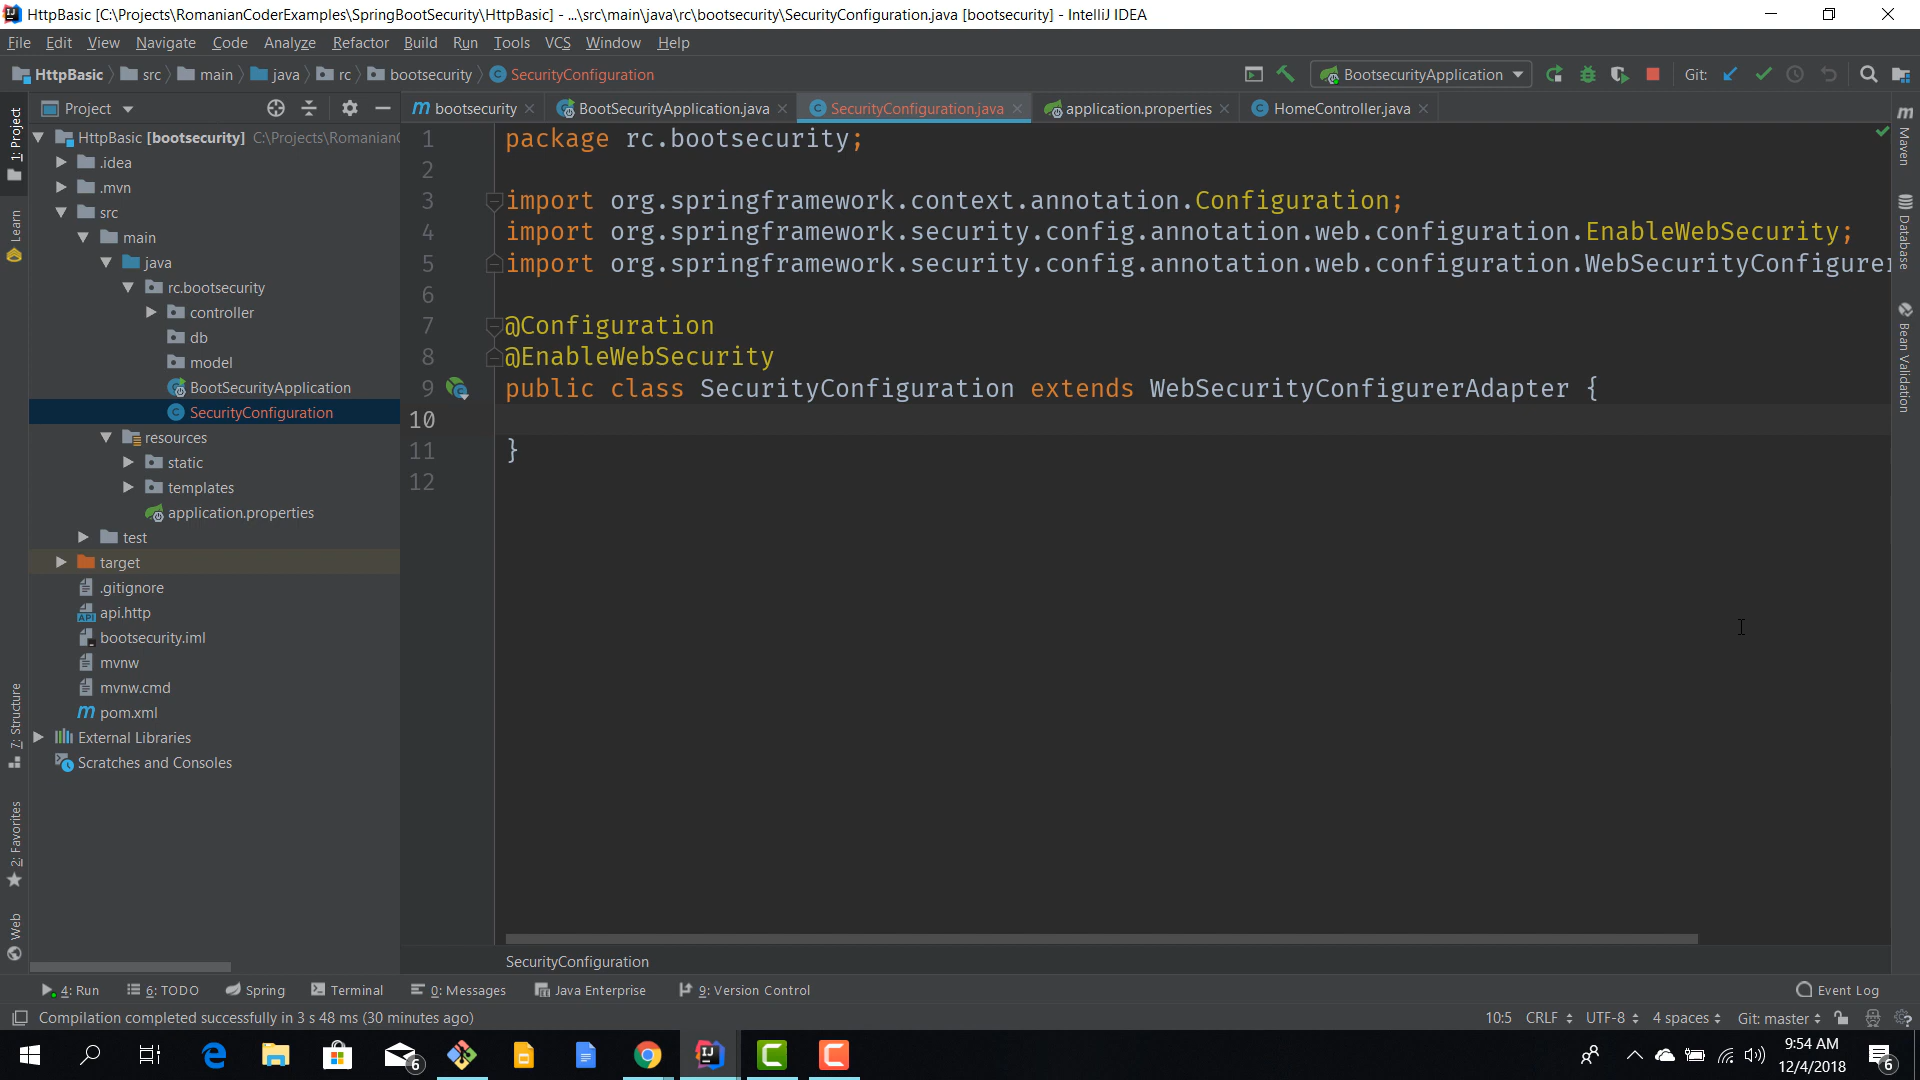 HttpBasic [C:\Projects\RomanianCoderExamples\SpringBootSecurity\HttpBasic] - ...\src\main\java\rc\bootsecurity\SecurityConfiguration.java [bootsecurity] - IntelliJ IDEA
File Edit View Navigate Code Analyze Refactor Build Run Tools VCS Window Help
HttpBasic src main java rc bootsecurity SecurityConfiguration BootsecurityApplication Git:
Project bootsecurity BootSecurityApplication.java SecurityConfiguration.java application.properties HomeController.java
1: Project
Learn
7: Structure
2: Favorites
Web
HttpBasic [bootsecurity] C:\Projects\Romanian
.idea
.mvn
src
main
java
rc.bootsecurity
controller
db
model
BootSecurityApplication
SecurityConfiguration
resources
static
templates
application.properties
test
target
.gitignore
api.http
bootsecurity.iml
mvnw
mvnw.cmd
pom.xml
External Libraries
Scratches and Consoles
1 package rc.bootsecurity;
2
3 import org.springframework.context.annotation.Configuration;
4 import org.springframework.security.config.annotation.web.configuration.EnableWebSecurity;
5 import org.springframework.security.config.annotation.web.configuration.WebSecurityConfigurer
6
7 @Configuration
8 @EnableWebSecurity
9 public class SecurityConfiguration extends WebSecurityConfigurerAdapter {
10
11 }
12
Maven
Database
Bean Validation
SecurityConfiguration
4: Run 6: TODO Spring Terminal 0: Messages Java Enterprise 9: Version Control Event Log
Compilation completed successfully in 3 s 48 ms (30 minutes ago) 10:5 CRLF UTF-8 4 spaces Git: master
6
9:54 AM
12/4/2018
6